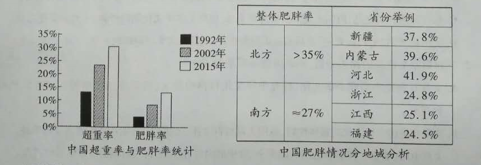 35%
30%
25%
20%
15%
10%
5%
0%
1992年
2002年
2015年
超重率 肥胖率
中国超重率与肥胖率统计
整体肥胖率 省份举例
北方 >35% 新疆 37.8%
内蒙古 39.6%
河北 41.9%
南方 ≈27% 浙江 24.8%
江西 25.1%
福建 24.5%
中国肥胖情况分地域分析